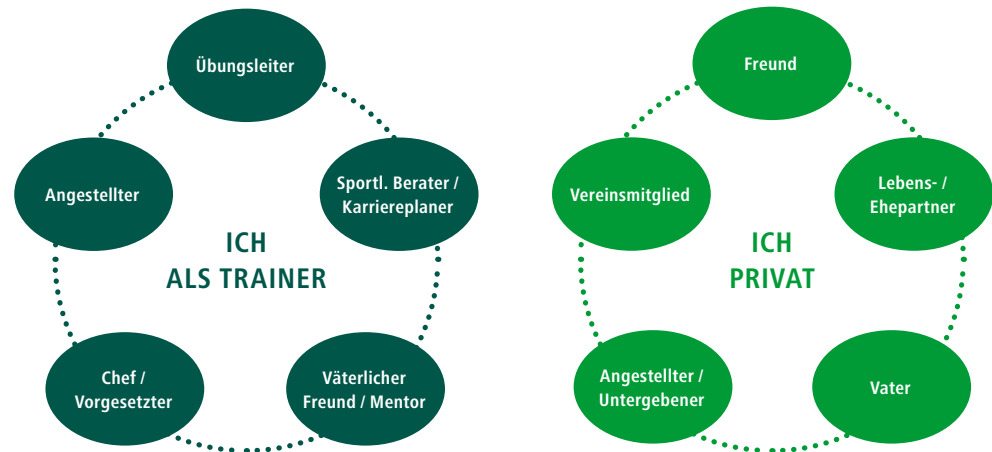 Übungsleiter
Angestellter
Sportl. Berater /
Karriereplaner
ICH
ALS TRAINER
Chef /
Vorgesetzter
Väterlicher
Freund / Mentor
Freund
Vereinsmitglied
Lebens- /
Ehepartner
ICH
PRIVAT
Angestellter /
Untergebener
Vater